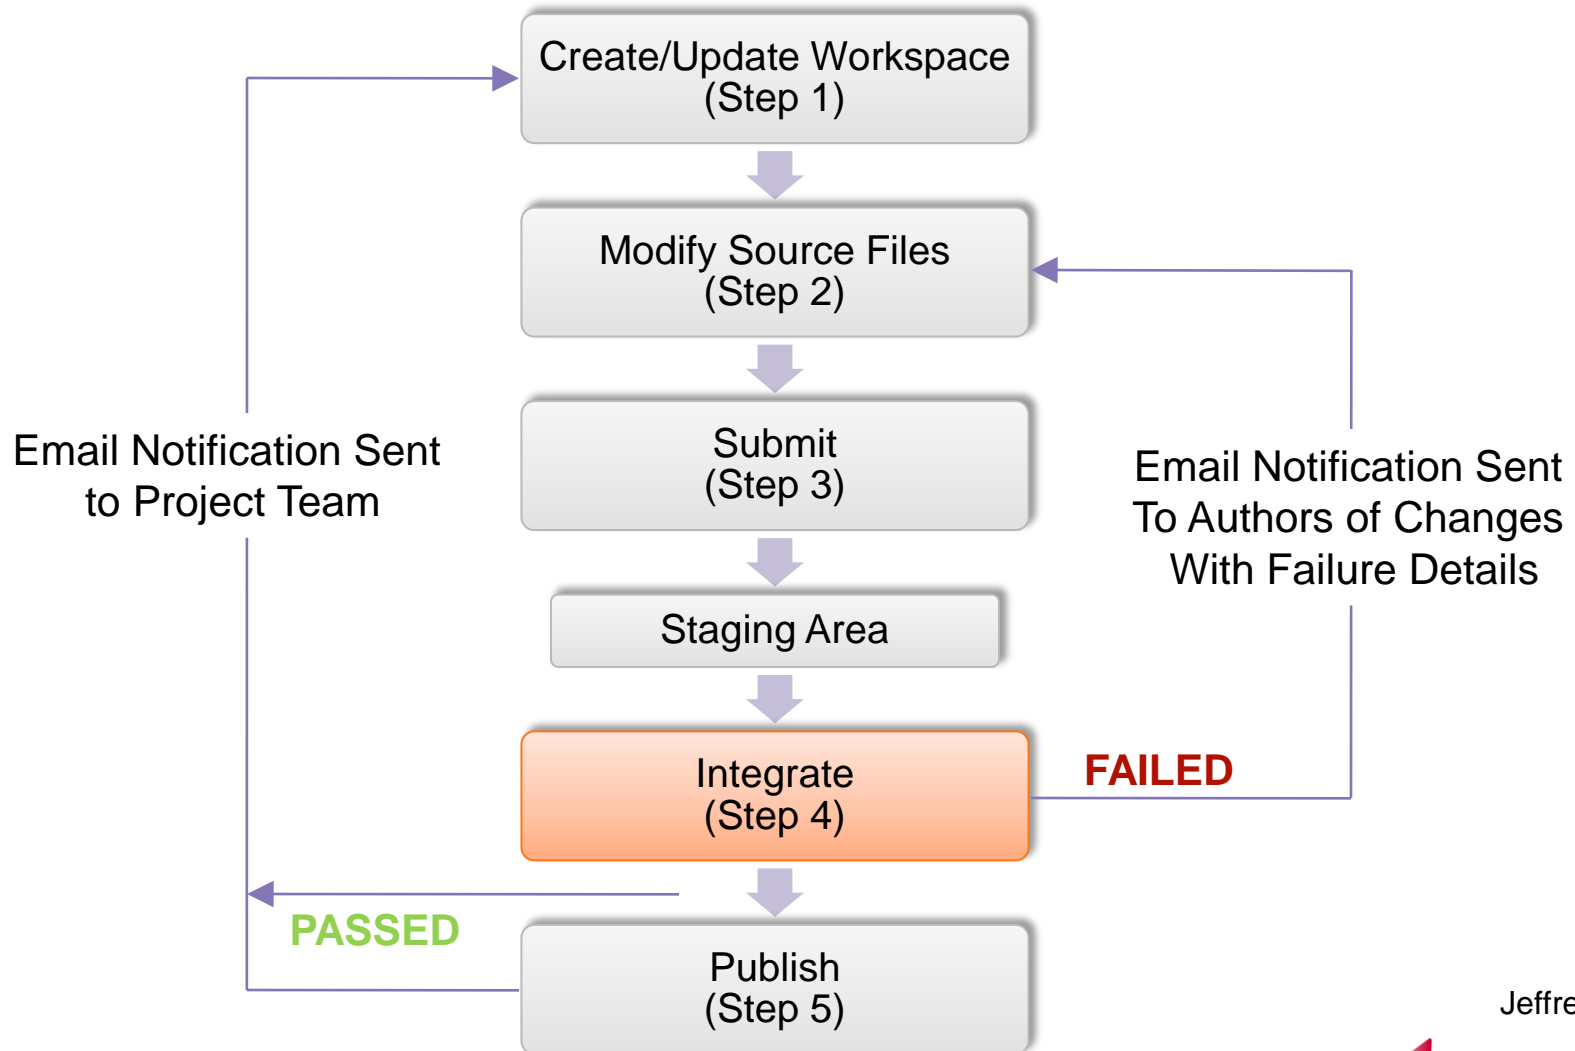 Create/Update Workspace
(Step 1)
Modify Source Files
(Step 2)
Email Notification Sent
to Project Team
Submit
(Step 3)
Email Notification Sent
To Authors of Changes
With Failure Details
Staging Area
Integrate
(Step 4)
FAILED
PASSED
Publish
(Step 5)
Jeffre